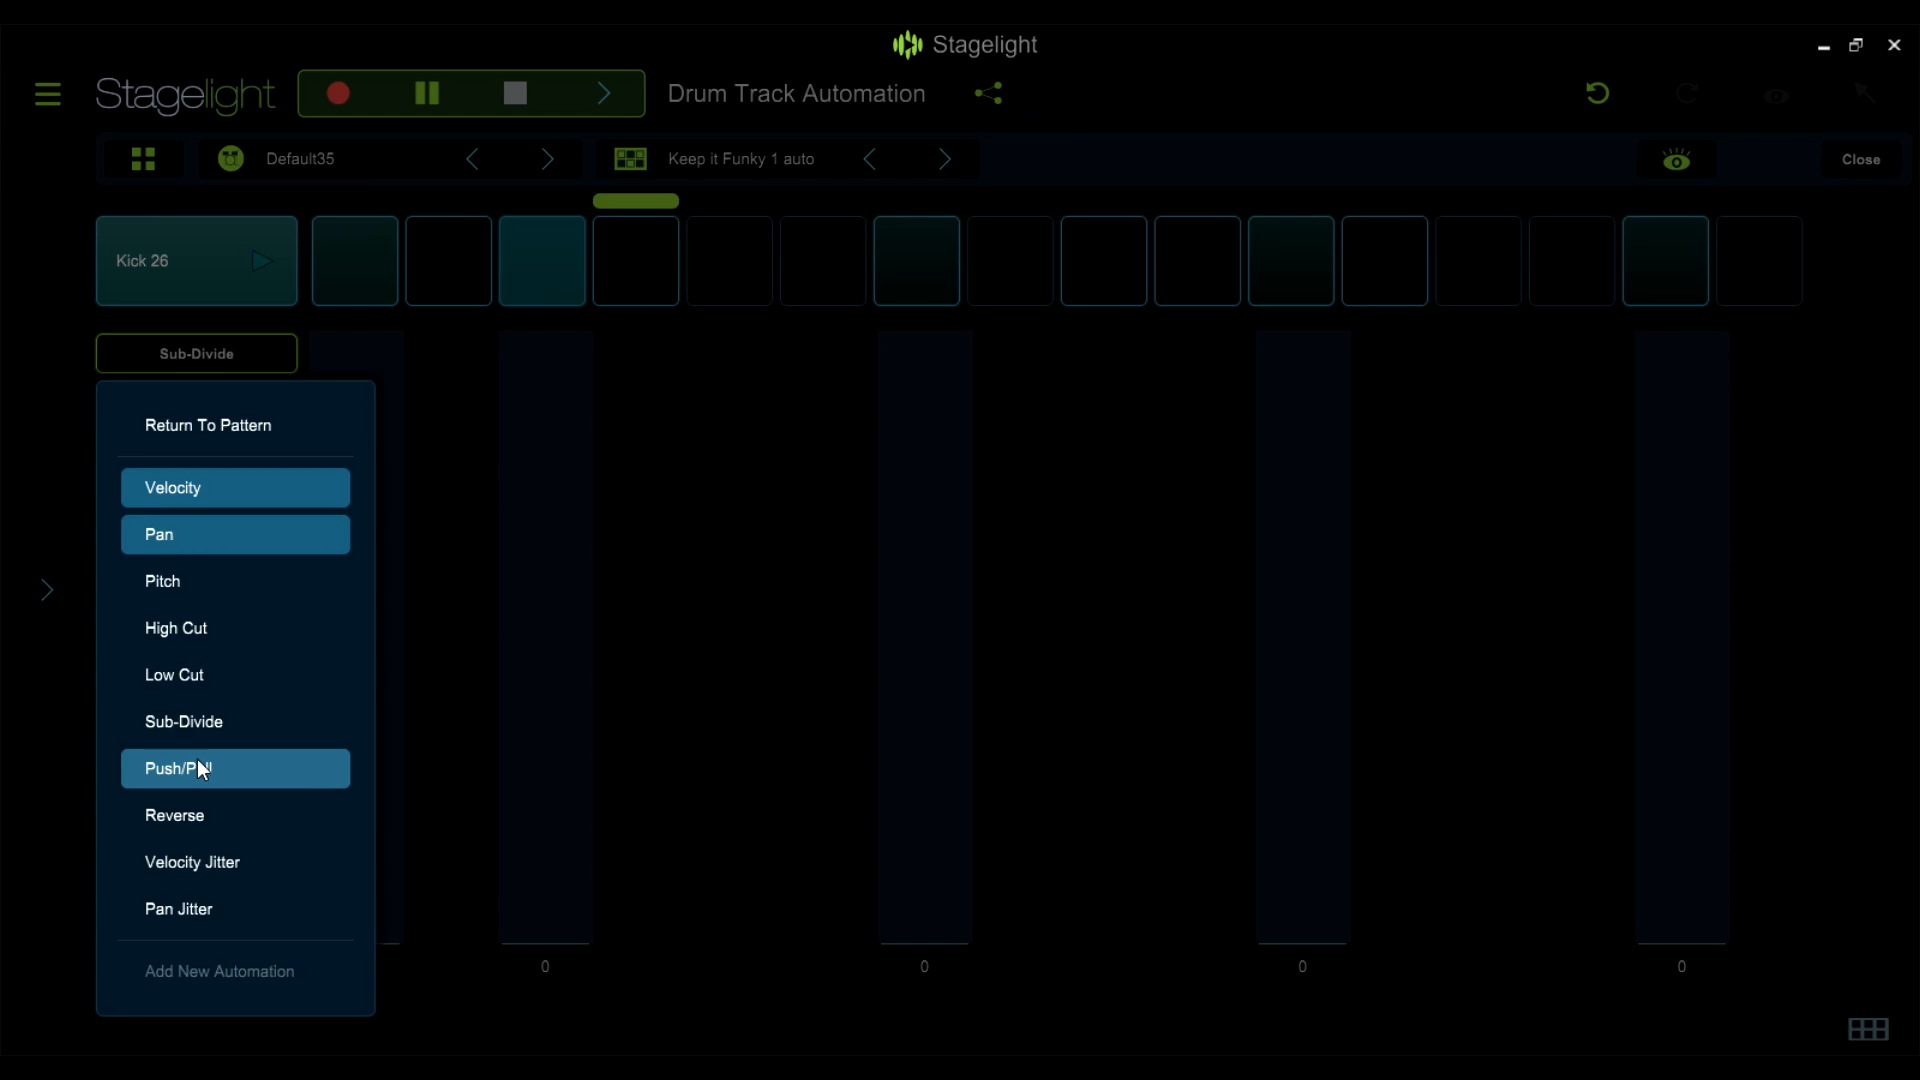 Stagelight
Stagelight
Drum Track Automation
Default35
Keep it Funky 1 auto
Close
Kick 26
Sub-Divide
Return To Pattern
Velocity
Pan
Pitch
High Cut
Low Cut
Sub-Divide
Push/Pull
Reverse
Velocity Jitter
Pan Jitter
Add New Automation
0 0 0 0